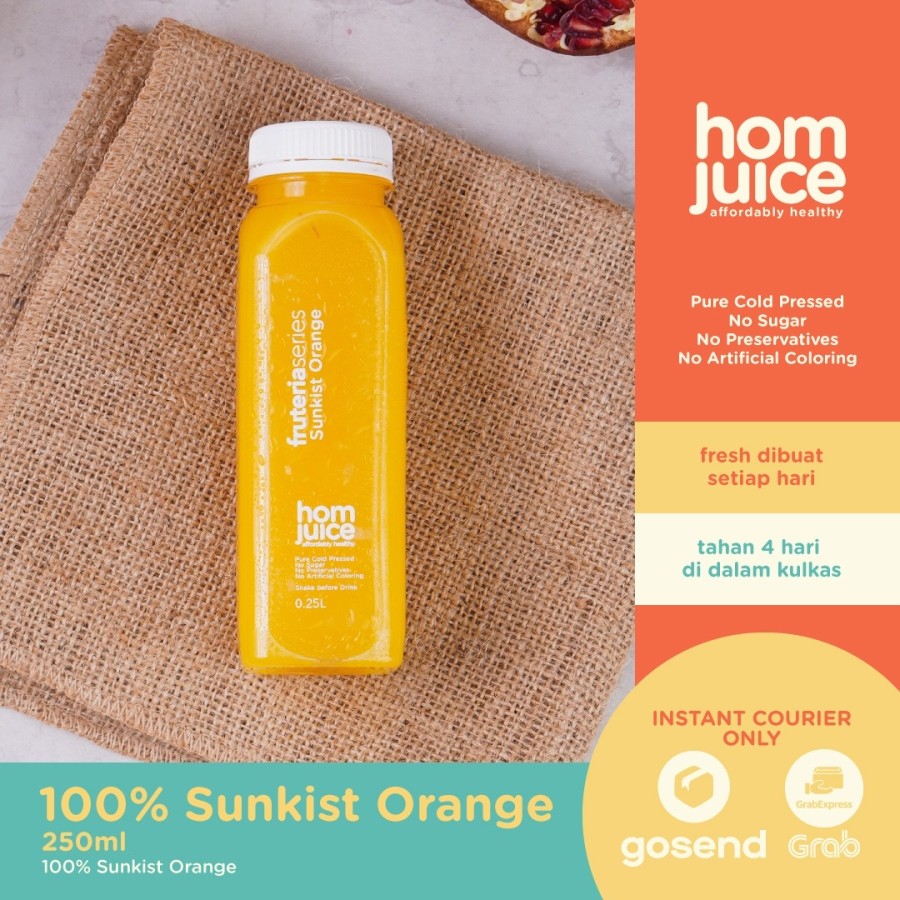 hom
juice
affordably healthy
Pure Cold Pressed
No Sugar
No Preservatives
No Artificial Coloring
fresh dibuat
setiap hari
tahan 4 hari
di dalam kulkas
INSTANT COURIER
ONLY
GrabExpress
gosend
Grab
fruteriaseries
Sunkist Orange
hom
juice
affordably healthy
Pure Cold Pressed
No Sugar
No Preservatives
No Artificial Coloring
Shake before Drink
0.25L
100% Sunkist Orange
250ml
100% Sunkist Orange